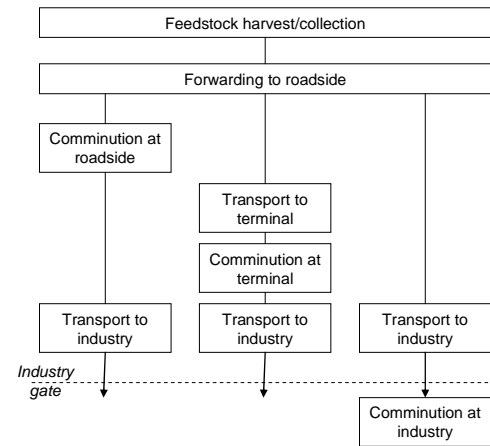 Feedstock harvest/collection
Forwarding to roadside
Comminution at
roadside
Transport to
terminal
Comminution at
terminal
Transport to
industry
Transport to
industry
Transport to
industry
Industry
gate
Comminution at
industry